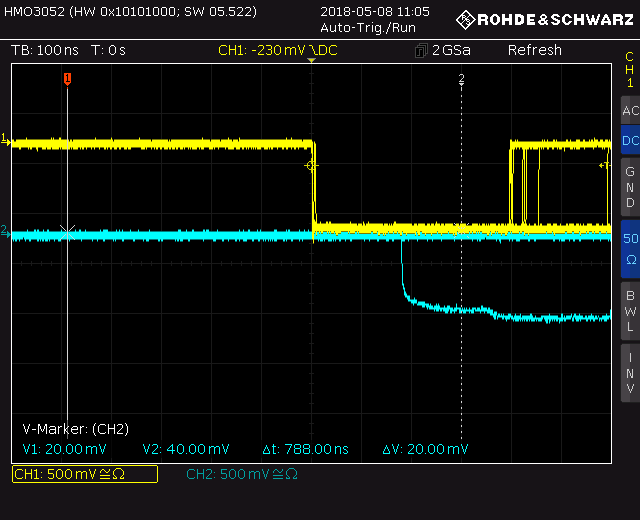 HMO3052 (HW 0x10101000; SW 05.522)
2018-05-08 11:05
Auto-Trig./Run
ROHDE&SCHWARZ
TB: 100 ns T: 0 s
CH1: -230 mV DC
2 GSa
Refresh
CH1
AC
DC
GND
50 Ω
BWL
INV
1
2
1
2
T
V-Marker: (CH2)
V1: 20.00 mV V2: 40.00 mV Δt: 788.00 ns ΔV: 20.00 mV
CH1: 500 mV ≅Ω
CH2: 500 mV ≅Ω